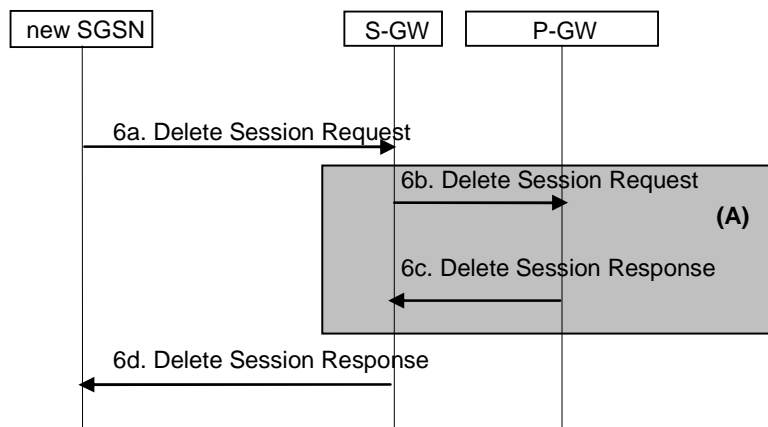 new SGSN
S-GW
P-GW
6a. Delete Session Request
6b. Delete Session Request
(A)
6c. Delete Session Response
6d. Delete Session Response